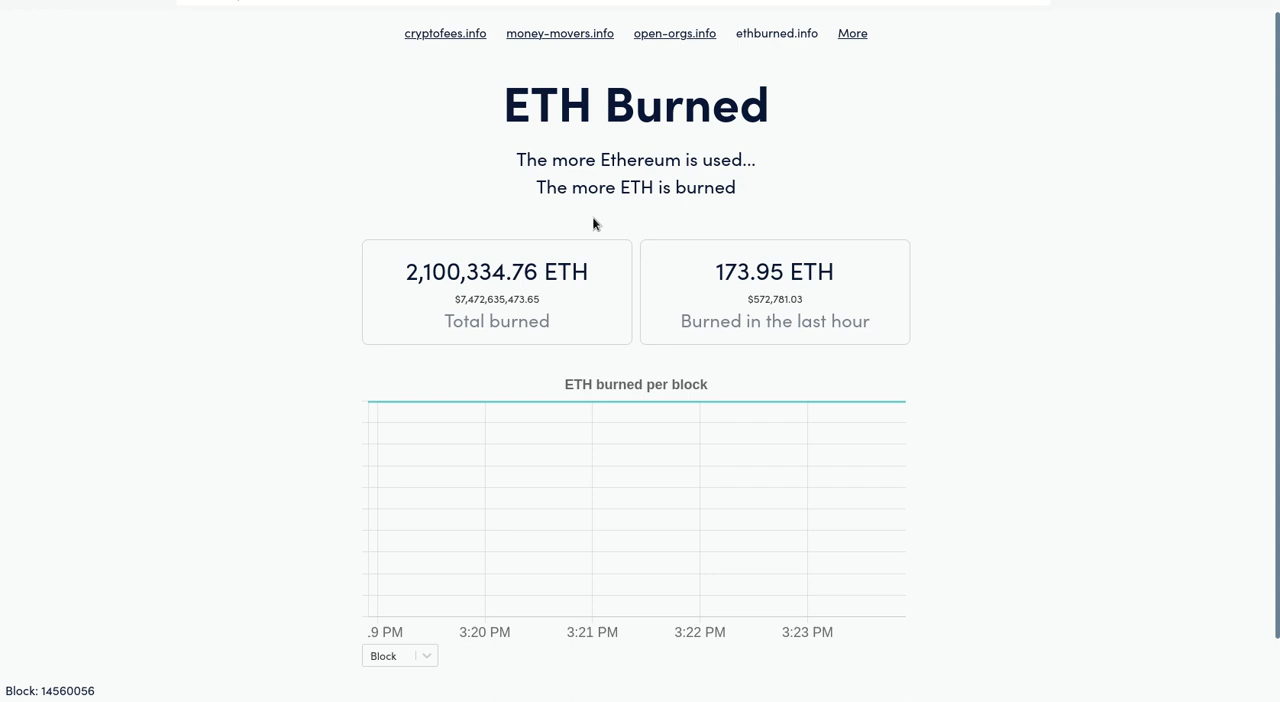 cryptofees.info money-movers.info open-orgs.info ethburned.info More
ETH Burned
The more Ethereum is used...
The more ETH is burned
2,100,334.76 ETH
$7,472,635,473.65
Total burned
173.95 ETH
$572,781.03
Burned in the last hour
ETH burned per block
.9 PM 3:20 PM 3:21 PM 3:22 PM 3:23 PM
Block
Block: 14560056